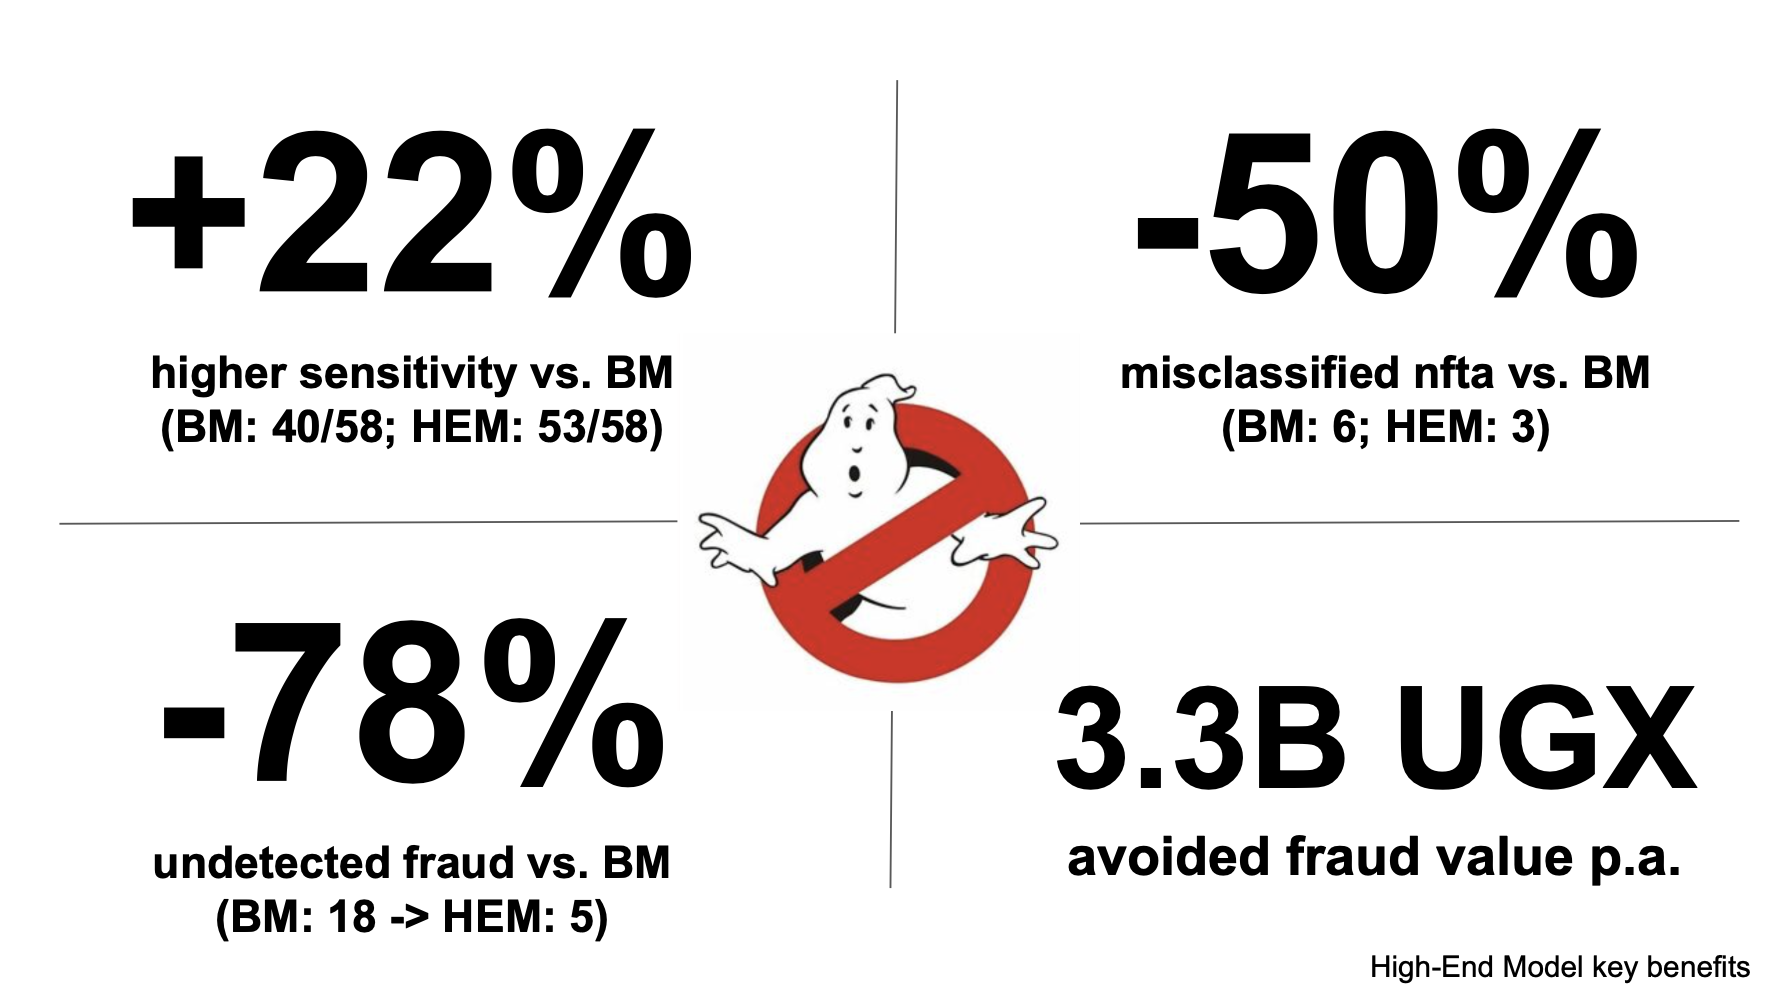 +22%
higher sensitivity vs. BM
(BM: 40/58; HEM: 53/58)
-50%
misclassified nfta vs. BM
(BM: 6; HEM: 3)
-78%
undetected fraud vs. BM
(BM: 18 -> HEM: 5)
3.3B UGX
avoided fraud value p.a.
High-End Model key benefits